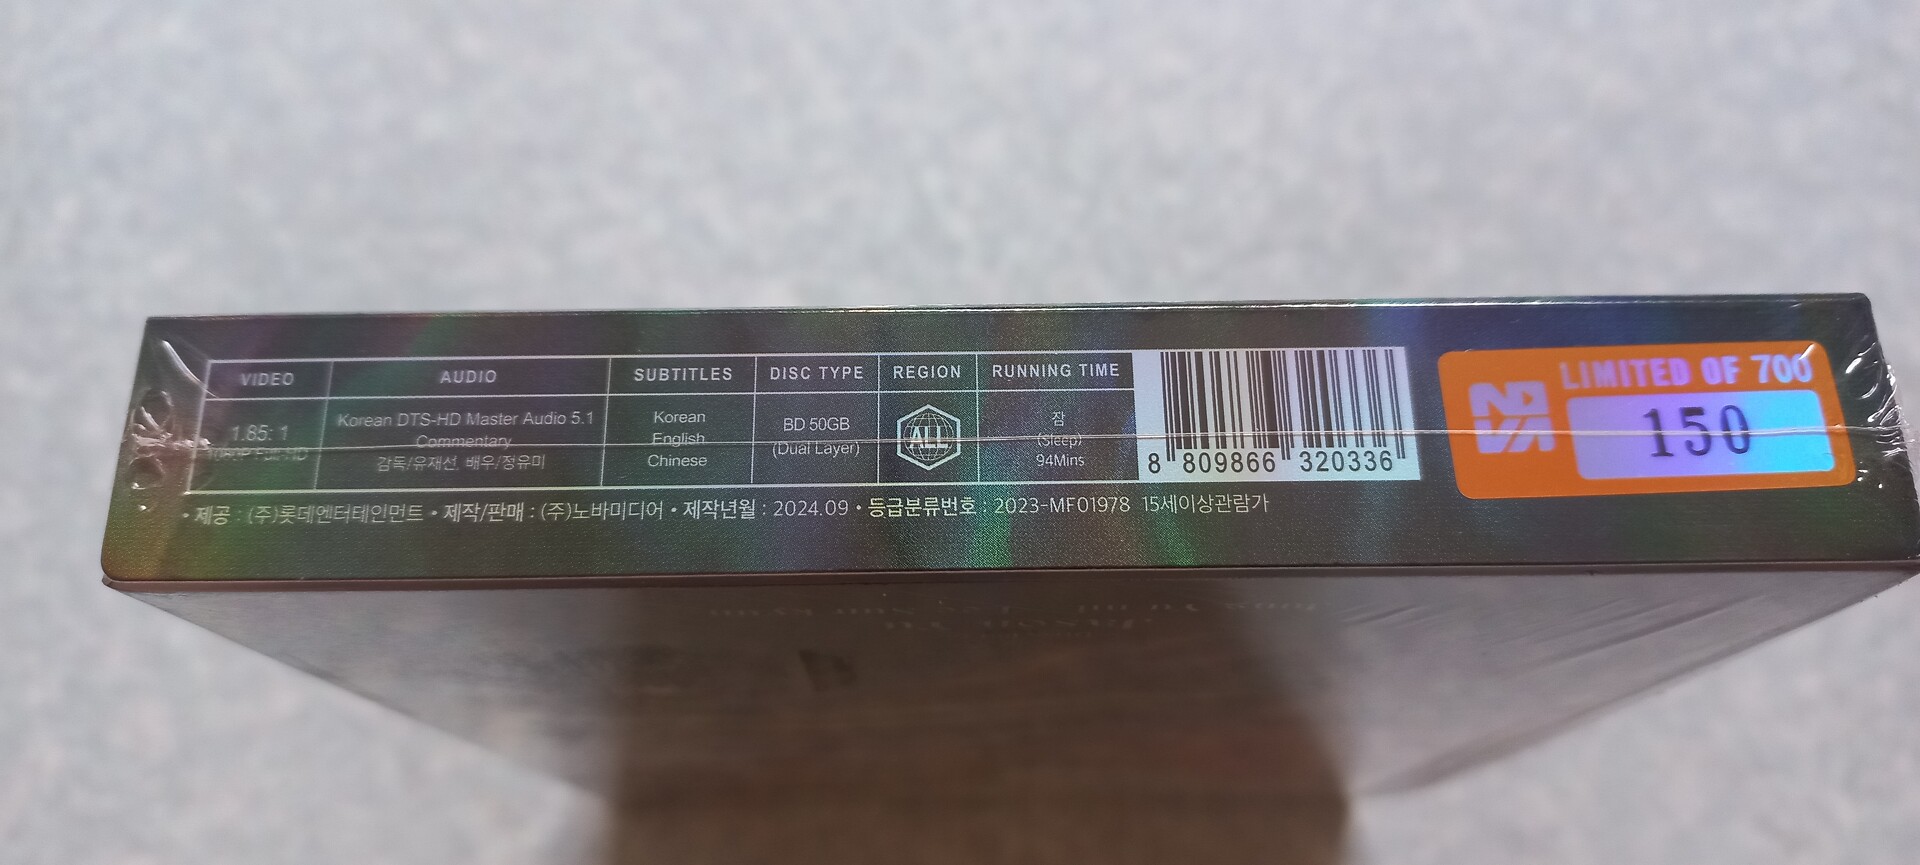 VIDEO
1.85: 1
1080P Full-HD
AUDIO
Korean DTS-HD Master Audio 5.1
Commentary
감독/유재선, 배우/정유미
SUBTITLES
Korean
English
Chinese
DISC TYPE
BD 50GB
(Dual Layer)
REGION
ALL
RUNNING TIME
잠
(Sleep)
94Mins
8 809866 320336
LIMITED OF 700
NOVA
150
• 제공 : (주)롯데엔터테인먼트 • 제작/판매 : (주)노바미디어 • 제작년월 : 2024.09 • 등급분류번호 : 2023-MF01978 15세이상관람가